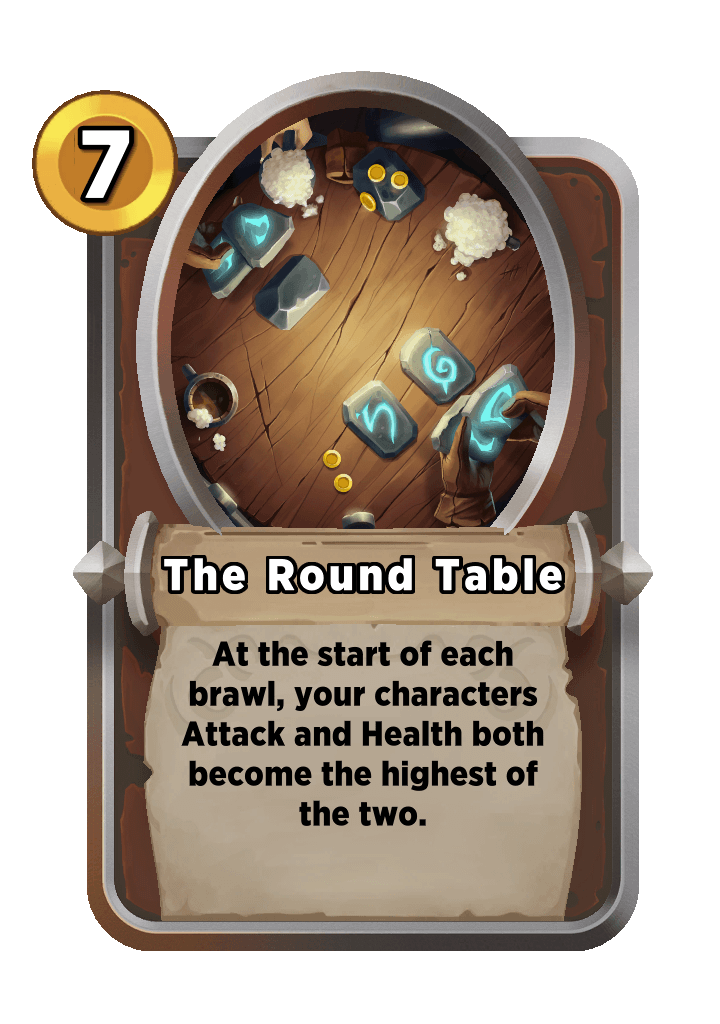 7
The Round Table
At the start of each
brawl, your characters
Attack and Health both
become the highest of
the two.